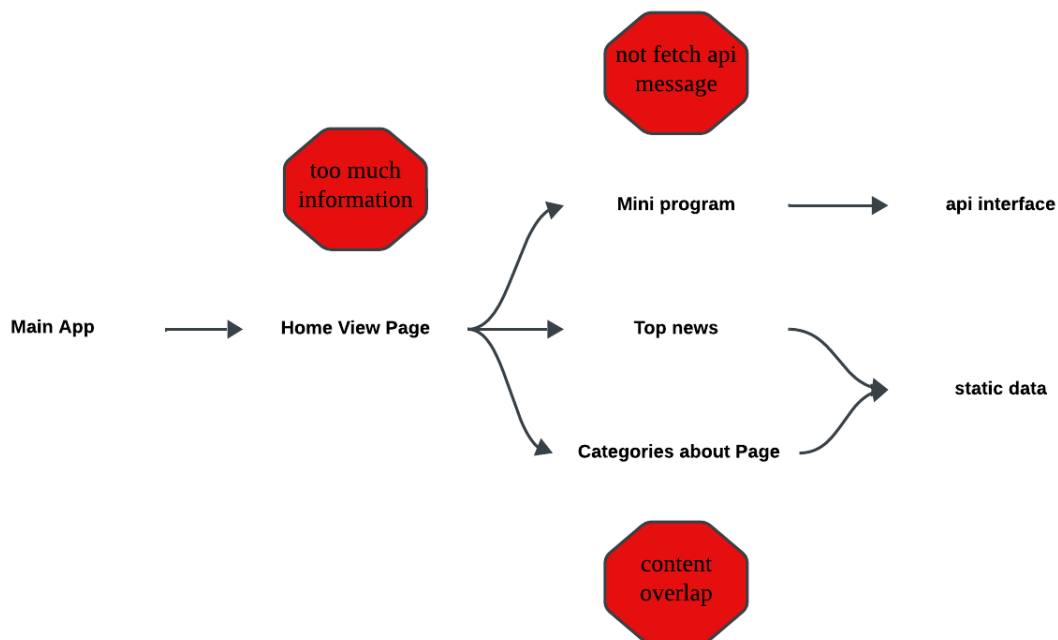 not fetch api
message
too much
information
Mini program
api interface
Main App
Home View Page
Top news
static data
Categories about Page
content
overlap